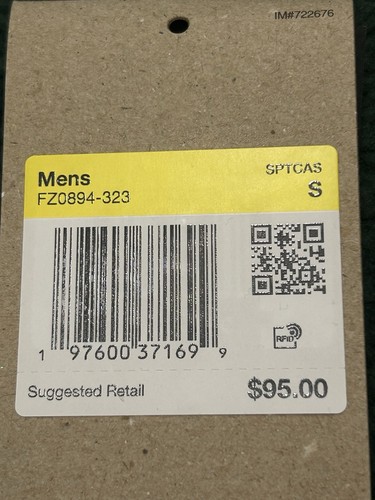 IM#722676
Mens
SPTCAS
FZ0894-323
S
1 97600 37169 9
RFID
Suggested Retail
$95.00